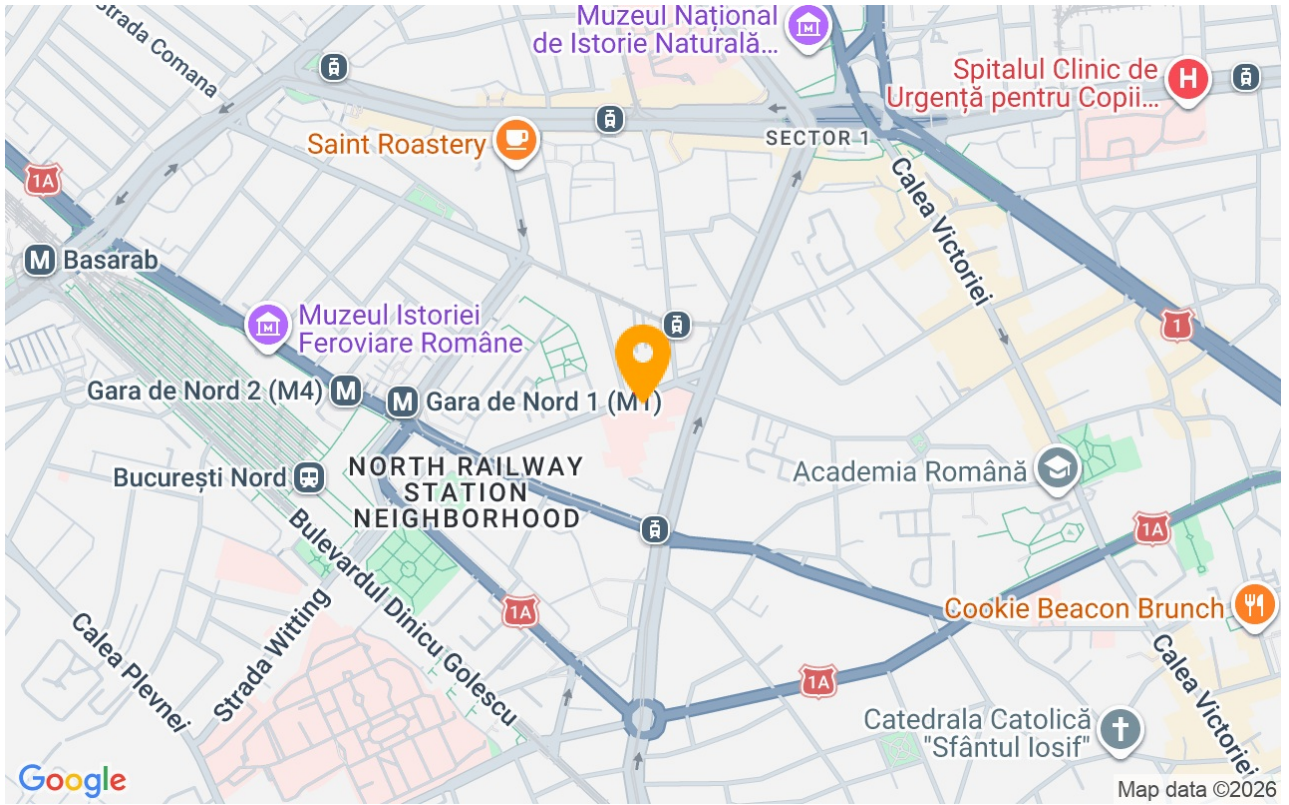 Muzeul Național
de Istorie Naturală...
Strada Comana
Spitalul Clinic de
Urgență pentru Copii...
Saint Roastery
SECTOR 1
1A
Calea Victoriei
Basarab
Muzeul Istoriei
Feroviare Române
1
Gara de Nord 2 (M4)
Gara de Nord 1 (M1)
București Nord
NORTH RAILWAY
STATION
NEIGHBORHOOD
Academia Română
1A
Bulevardul Dinicu Golescu
1A
Cookie Beacon Brunch
Strada Witting
Calea Plevnei
1A
Calea Victoriei
Catedrala Catolică
"Sfântul Iosif"
Google
Map data ©2026